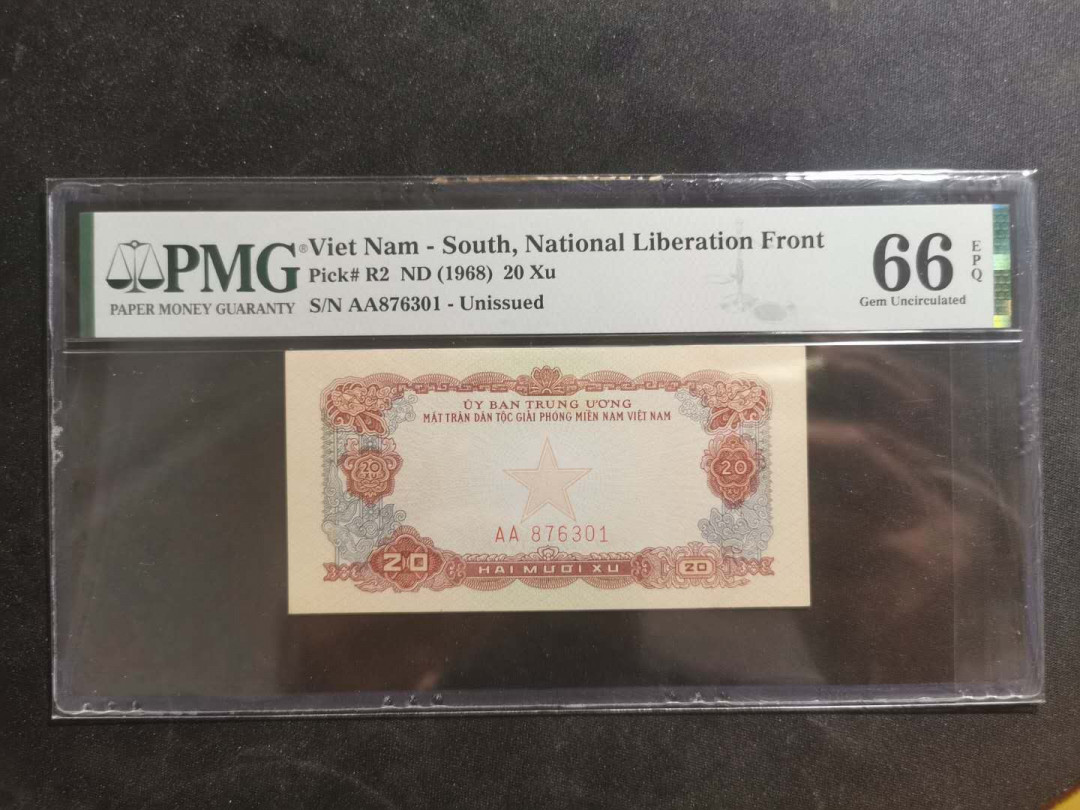 PMG®
PAPER MONEY GUARANTY
Viet Nam - South, National Liberation Front
Pick# R2 ND (1968) 20 Xu
S/N AA876301 - Unissued
66
EPQ
Gem Uncirculated
ỦY BAN TRUNG ƯƠNG
MẶT TRẬN DÂN TỘC GIẢI PHÓNG MIỀN NAM VIỆT NAM
20
XU
20
XU
AA 876301
20
HAI MƯƠI XU
20